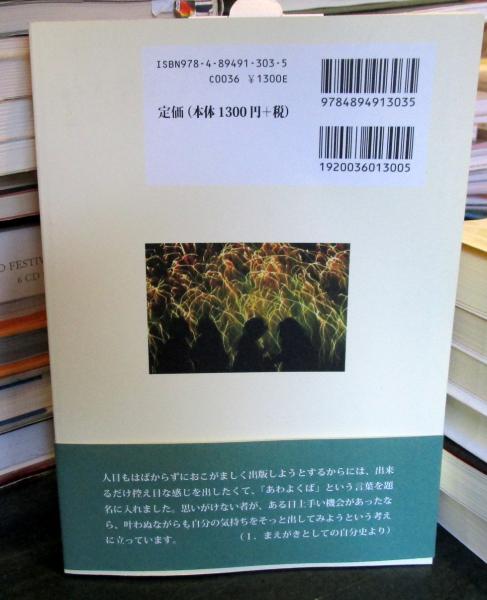 ISBN978-4-89491-303-5
C0036 ¥1300E
定価(本体1300円+税)
9784894913035
1920036013005
FESTIV
6 CD
人目もはばからずにおこがましく出版しようとするからには、出来
るだけ控え目な感じを出したくて、「あわよくば」という言葉を題
名に入れました。思いがけない者が、ある日上手い機会があったな
ら、叶わぬながらも自分の気持ちをそっと出してみようという考え
に立っています。 (1．まえがきとしての自分史より)